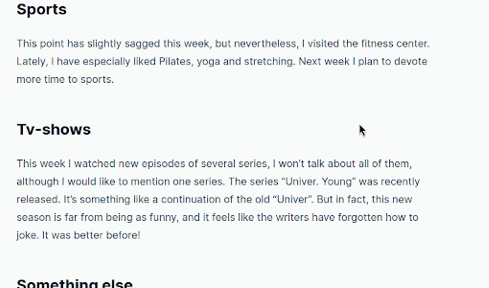 Sports
This point has slightly sagged this week, but nevertheless, I visited the fitness center.
Lately, I have especially liked Pilates, yoga and stretching. Next week I plan to devote
more time to sports.
Tv-shows
This week I watched new episodes of several series, I won't talk about all of them,
although I would like to mention one series. The series “Univer. Young” was recently
released. It's something like a continuation of the old “Univer”. But in fact, this new
season is far from being as funny, and it feels like the writers have forgotten how to
joke. It was better before!
Something else